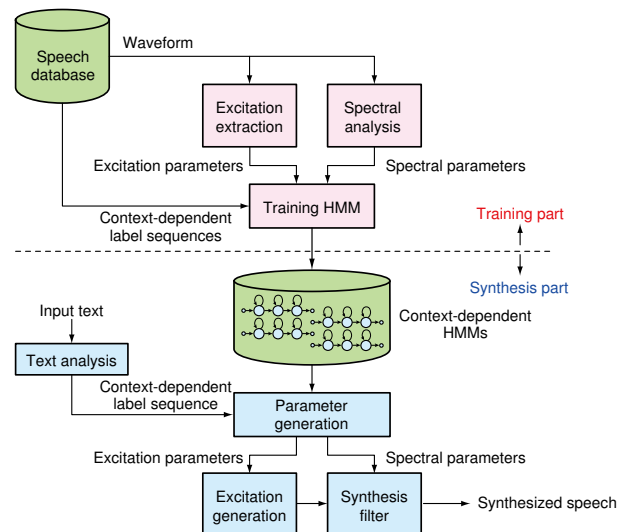 Speech
database
Waveform
Excitation
extraction
Spectral
analysis
Excitation parameters
Spectral parameters
Training HMM
Context-dependent
label sequences
Training part
Synthesis part
Context-dependent
HMMs
Input text
Text analysis
Context-dependent
label sequence
Parameter
generation
Excitation parameters
Spectral parameters
Excitation
generation
Synthesis
filter
Synthesized speech